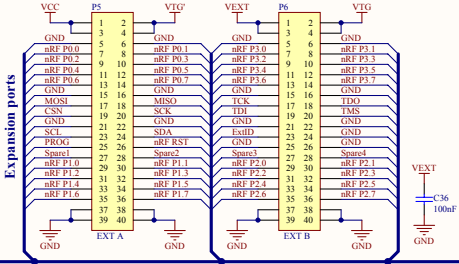 VCC P5 VTG' VEXT P6 VTG
1 2 1 2
3 4 3 4
GND 5 6 GND GND 5 6 GND
nRF P0.0 7 8 nRF P0.1 nRF P3.0 7 8 nRF P3.1
nRF P0.2 9 10 nRF P0.3 nRF P3.2 9 10 nRF P3.3
nRF P0.4 11 12 nRF P0.5 nRF P3.4 11 12 nRF P3.5
nRF P0.6 13 14 nRF P0.7 nRF P3.6 13 14 nRF P3.7
GND 15 16 GND GND 15 16 GND
MOSI 17 18 MISO TCK 17 18 TDO
CSN 19 20 SCK TDI 19 20 TMS
GND 21 22 GND GND 21 22 GND
SCL 23 24 SDA ExtID 23 24 GND
PROG 25 26 nRF RST GND 25 26 GND
Spare1 27 28 Spare2 Spare3 27 28 Spare4
nRF P1.0 29 30 nRF P1.1 nRF P2.0 29 30 nRF P2.1
nRF P1.2 31 32 nRF P1.3 nRF P2.2 31 32 nRF P2.3
nRF P1.4 33 34 nRF P1.5 nRF P2.4 33 34 nRF P2.5
nRF P1.6 35 36 nRF P1.7 nRF P2.6 35 36 nRF P2.7
37 38 37 38
39 40 39 40
GND EXT A GND GND EXT B GND
Expansion ports
VEXT
C36
100nF
GND